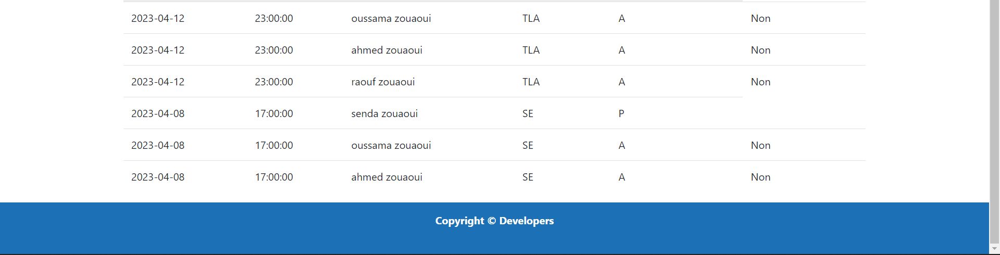 2023-04-12 23:00:00 oussama zouaoui TLA A Non
2023-04-12 23:00:00 ahmed zouaoui TLA A Non
2023-04-12 23:00:00 raouf zouaoui TLA A Non
2023-04-08 17:00:00 senda zouaoui SE P
2023-04-08 17:00:00 oussama zouaoui SE A Non
2023-04-08 17:00:00 ahmed zouaoui SE A Non
Copyright © Developers